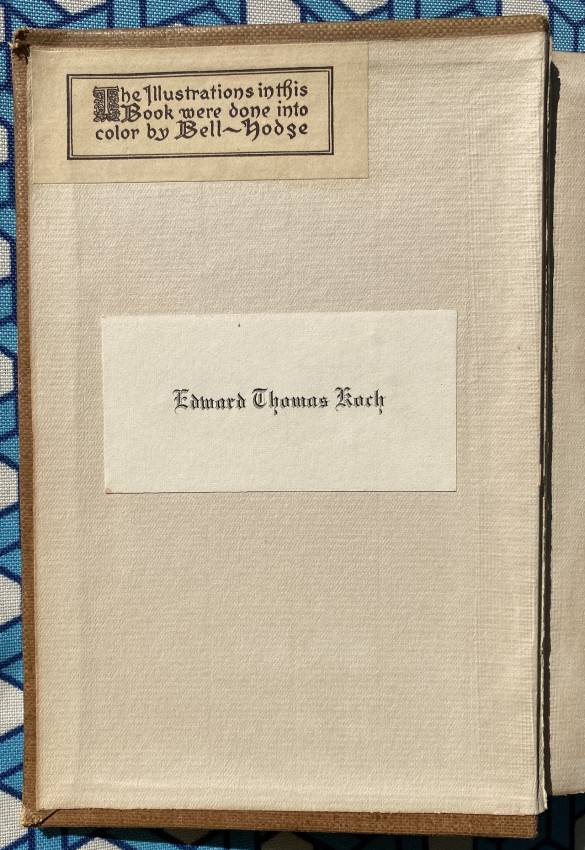 The Illustrations in this
Book were done into
color by Bell~Hodge
Edward Thomas Koch